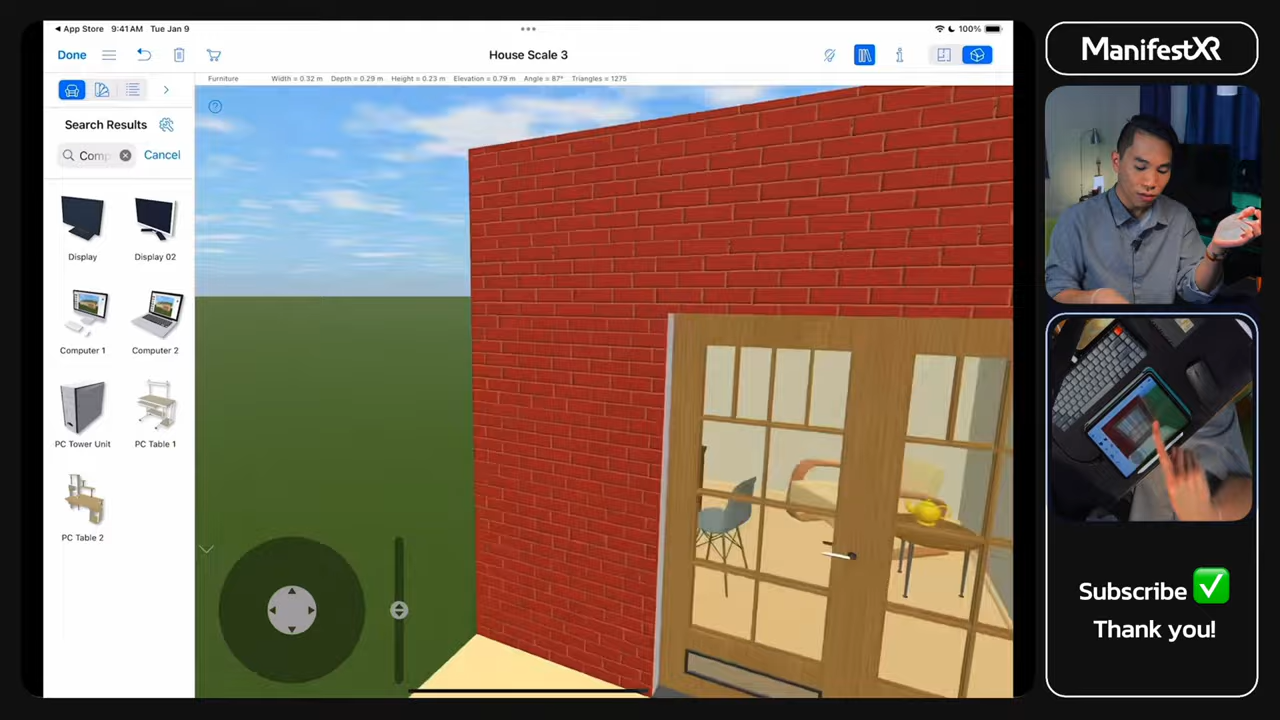 ◀ App Store 9:41 AM Tue Jan 9
100%
Done
House Scale 3
Furniture Width = 0.32 m Depth = 0.29 m Height = 0.23 m Elevation = 0.79 m Angle = 87° Triangles = 1275
Search Results
Comp
Cancel
Display
Display 02
Computer 1
Computer 2
PC Tower Unit
PC Table 1
PC Table 2
ManifestXR
Subscribe ✅
Thank you!